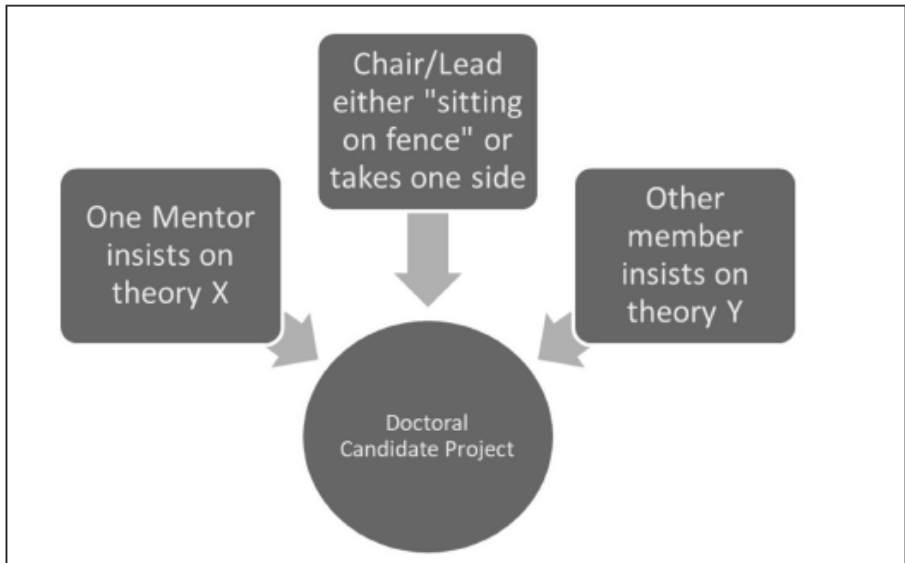 Chair/Lead
either "sitting
on fence" or
takes one side
One Mentor
insists on
theory X
Other
member
insists on
theory Y
Doctoral
Candidate Project